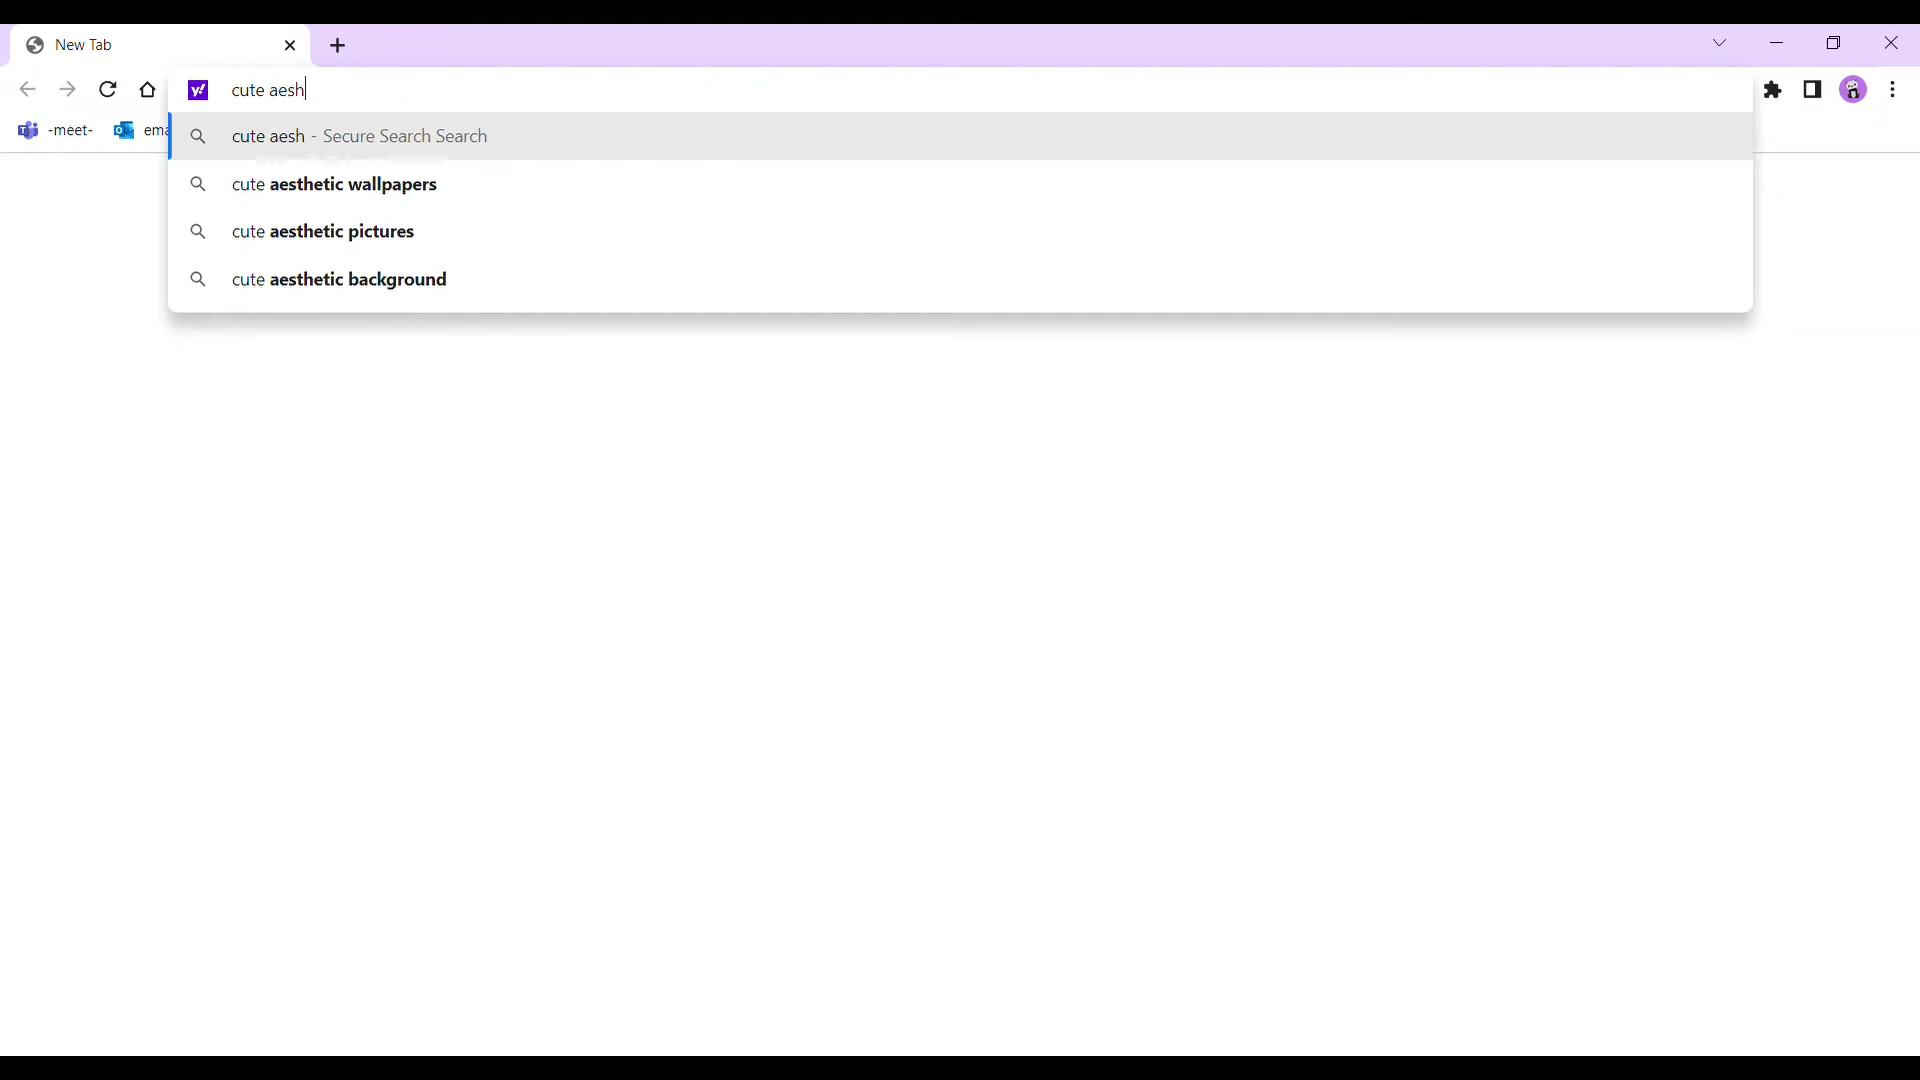 New Tab
y! cute aesh
-meet- ema
cute aesh - Secure Search Search
cute aesthetic wallpapers
cute aesthetic pictures
cute aesthetic background